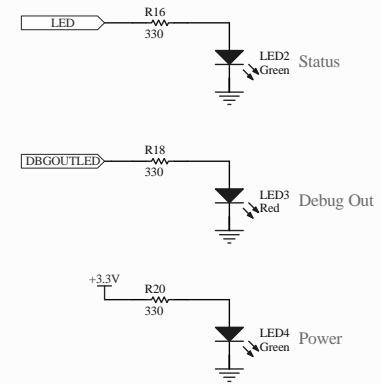 R16
LED
330
LED2
Green
Status
R18
DBGOUTLED
330
LED3
Red
Debug Out
+3.3V
R20
330
LED4
Green
Power